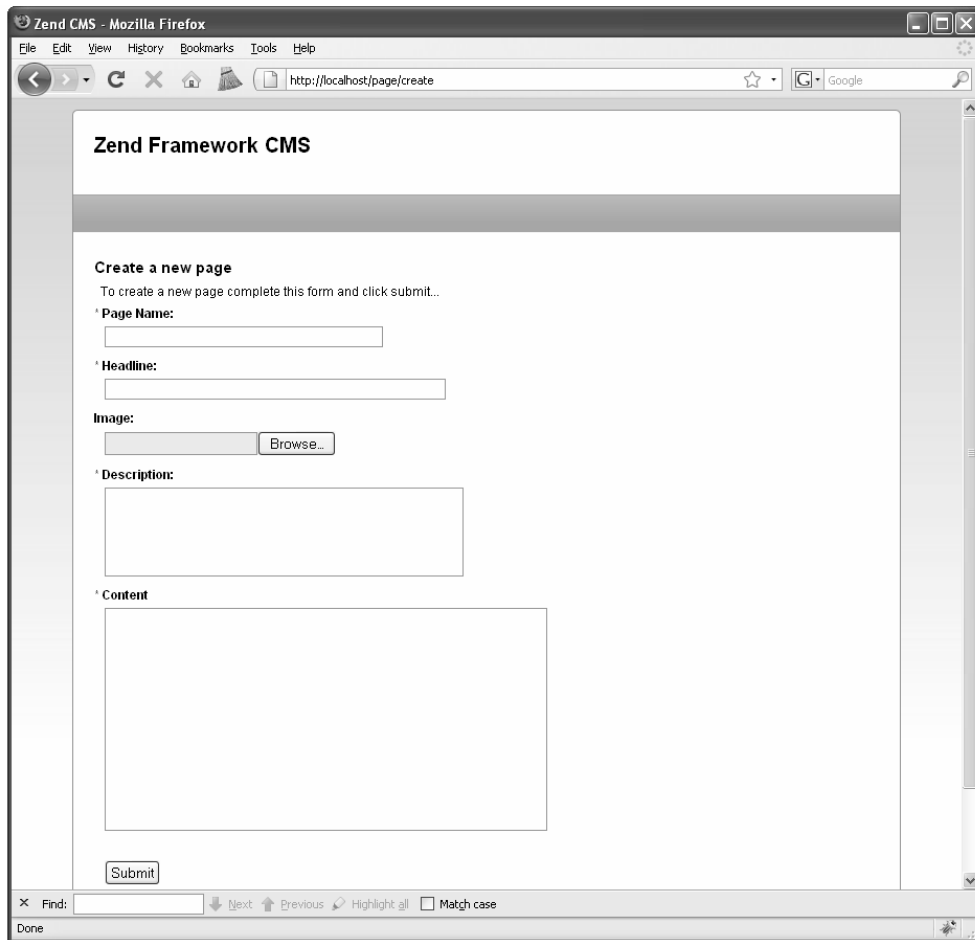 Zend CMS - Mozilla Firefox
File Edit View History Bookmarks Tools Help
http://localhost/page/create
G Google
Zend Framework CMS
Create a new page
To create a new page complete this form and click submit...
* Page Name:
* Headline:
Image:
Browse...
* Description:
* Content
Submit
Find: Next Previous Highlight all Match case
Done